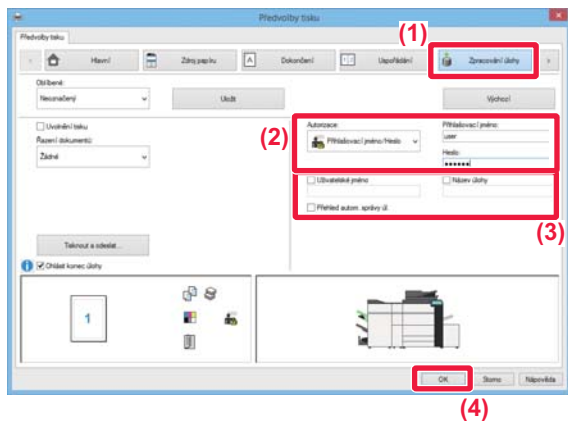 Předvolby tisku
Předvolby tisku
(1)
Hlavní
Zdroj papíru
A
Dokončení
Uspořádání
Zpracování úlohy
Oblíbené:
Neoznačený
Uložit
Výchozí
Uvolnění tisku
Řazení dokumentů:
Žádné
(2)
Autorizace:
Přihlašovací jméno/Heslo
Přihlašovací jméno:
user
Heslo:
••••••
Uživatelské jméno
Název úlohy
Přehled autom. správy úl.
(3)
Tisknout a odeslat...
Ohlásit konec úlohy
1
OK
Storno
Nápověda
(4)